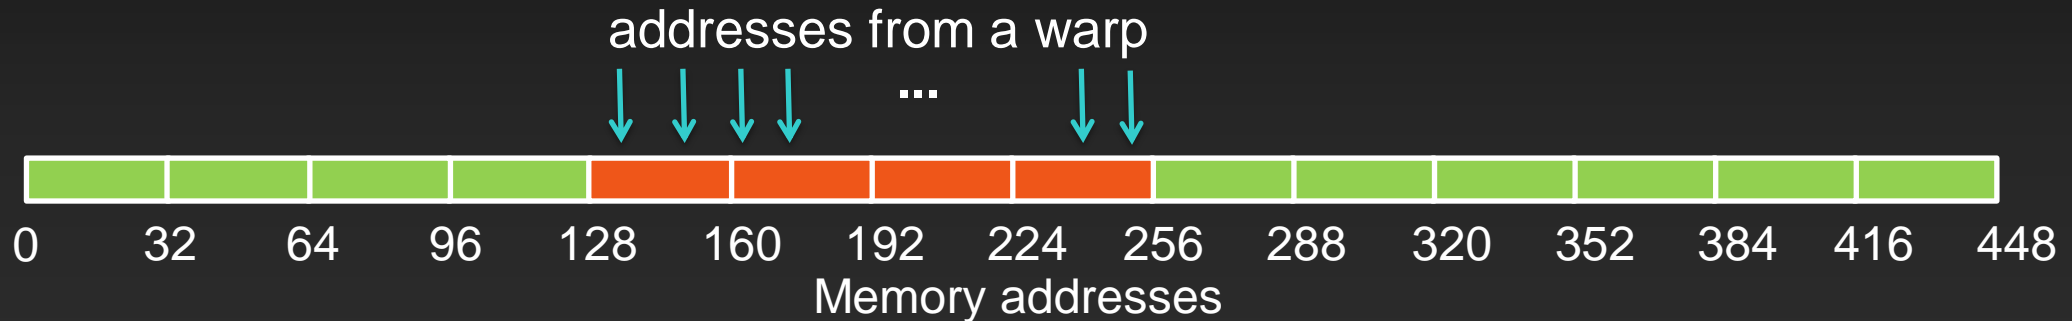 addresses from a warp
...
0 32 64 96 128 160 192 224 256 288 320 352 384 416 448
Memory addresses